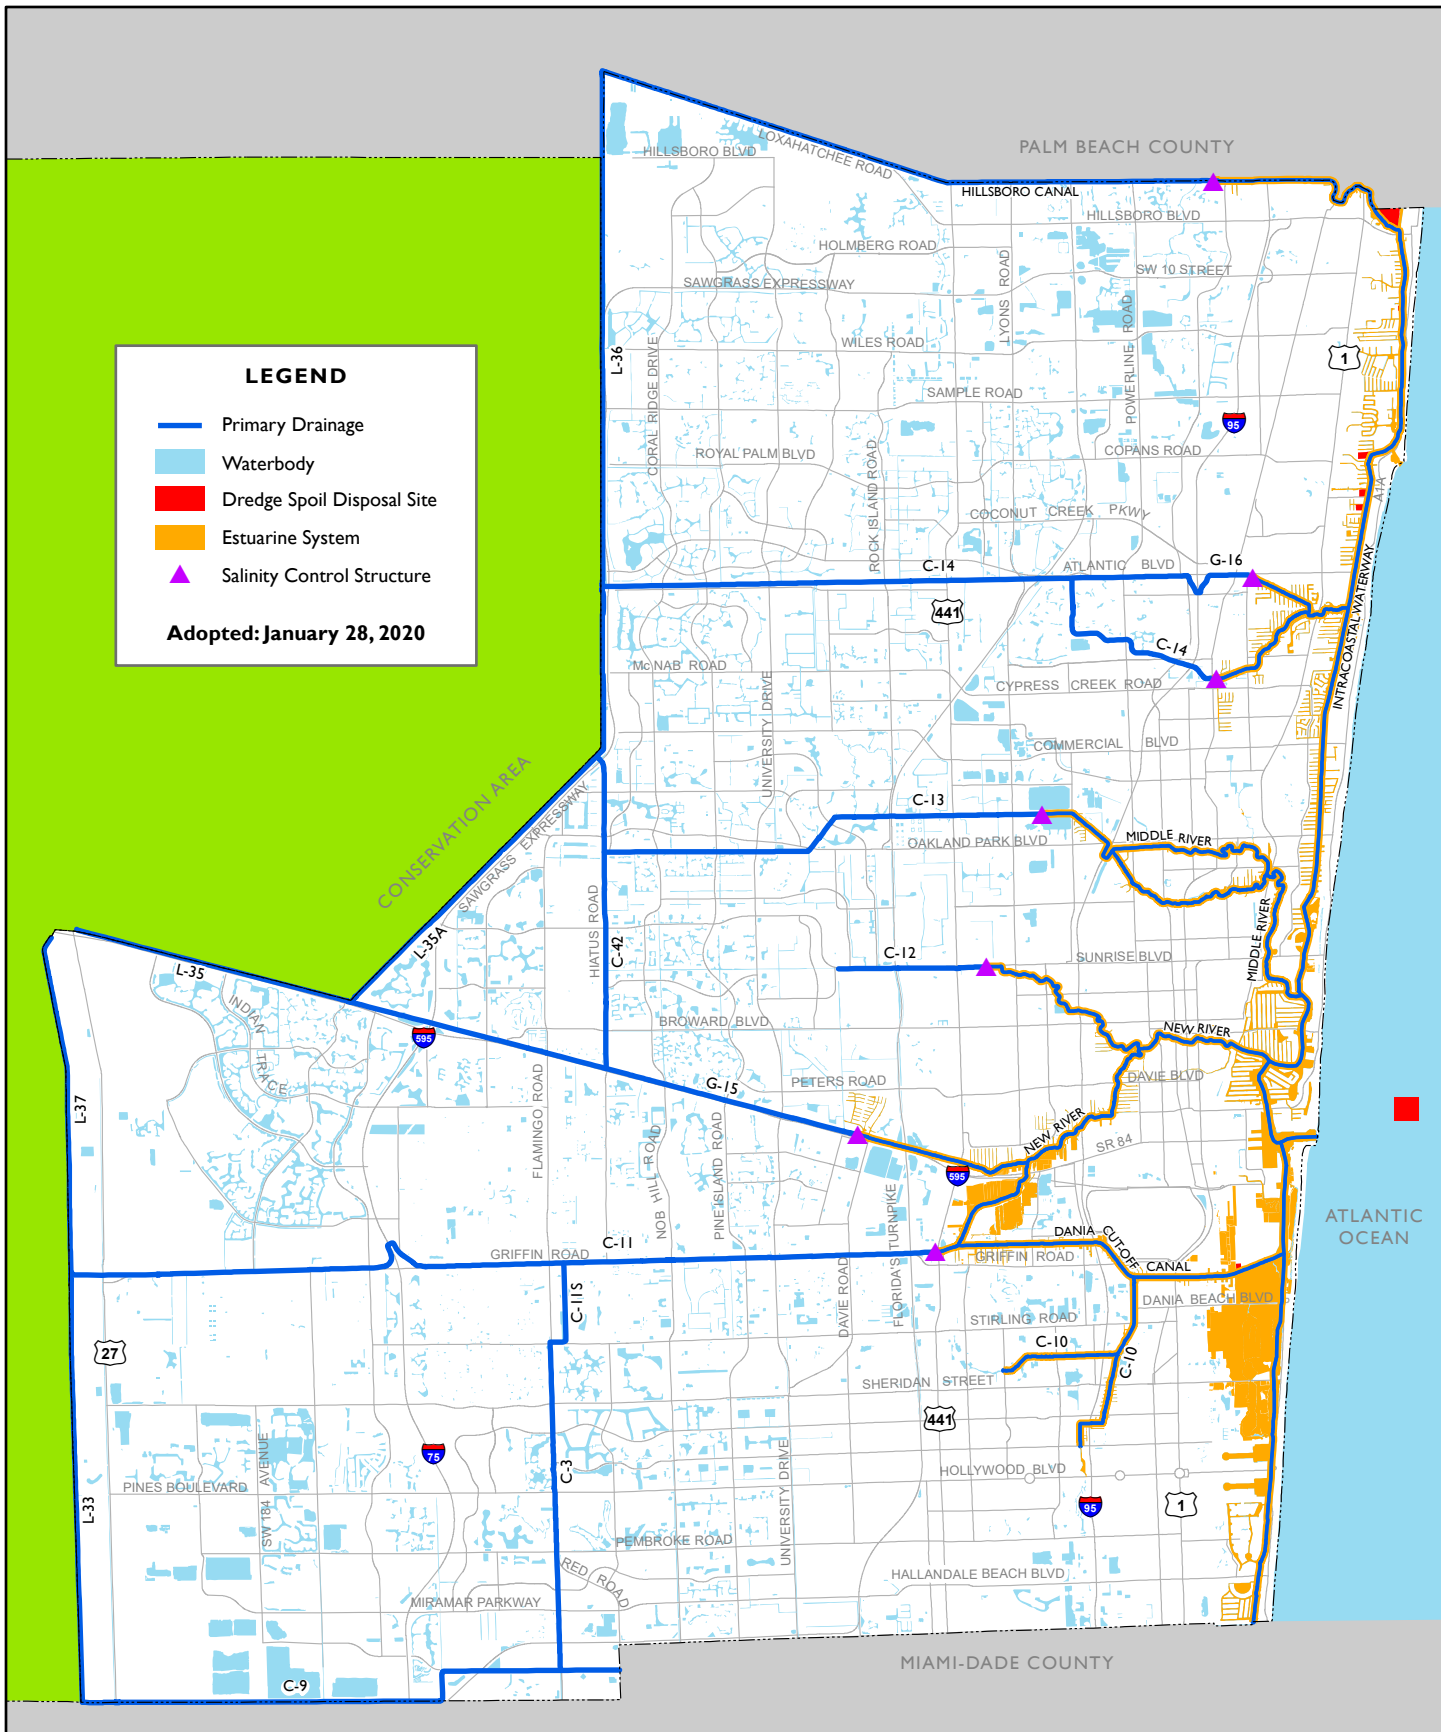 PALM BEACH COUNTY
LOXAHATCHEE ROAD
HILLSBORO BLVD
HILLSBORO CANAL
HILLSBORO BLVD
HOLMBERG ROAD
SW 10 STREET
SAWGRASS EXPRESSWAY
LYONS ROAD
POWERLINE ROAD
WILES ROAD
L-36
CORAL RIDGE DRIVE
1
LEGEND
Primary Drainage
Waterbody
Dredge Spoil Disposal Site
Estuarine System
Salinity Control Structure
Adopted: January 28, 2020
SAMPLE ROAD
95
ROYAL PALM BLVD
COPANS ROAD
ROCK ISLAND ROAD
A1A
COCONUT CREEK PKWY
C-14
ATLANTIC BLVD
G-16
441
INTRACOASTAL WATERWAY
C-14
Mc NAB ROAD
CYPRESS CREEK ROAD
UNIVERSITY DRIVE
COMMERCIAL BLVD
CONSERVATION AREA
SAWGRASS EXPRESSWAY
C-13
OAKLAND PARK BLVD
MIDDLE RIVER
HIATUS ROAD
C-42
L-35A
L-35
C-12
SUNRISE BLVD
MIDDLE RIVER
INDIAN TRACE
595
BROWARD BLVD
NEW RIVER
G-15
PETERS ROAD
DAVIE BLVD
L-37
FLAMINGO ROAD
NOB HILL ROAD
PINE ISLAND ROAD
NEW RIVER
SR 84
595
FLORIDA'S TURNPIKE
ATLANTIC
OCEAN
C-11
GRIFFIN ROAD
DANIA CUT-OFF CANAL
GRIFFIN ROAD
C-11S
DAVIE ROAD
DANIA BEACH BLVD
STIRLING ROAD
27
C-10
C-10
SHERIDAN STREET
441
SW 184 AVENUE
75
C-3
UNIVERSITY DRIVE
HOLLYWOOD BLVD
PINES BOULEVARD
L-33
95
1
PEMBROKE ROAD
RED ROAD
HALLANDALE BEACH BLVD
MIRAMAR PARKWAY
MIAMI-DADE COUNTY
C-9